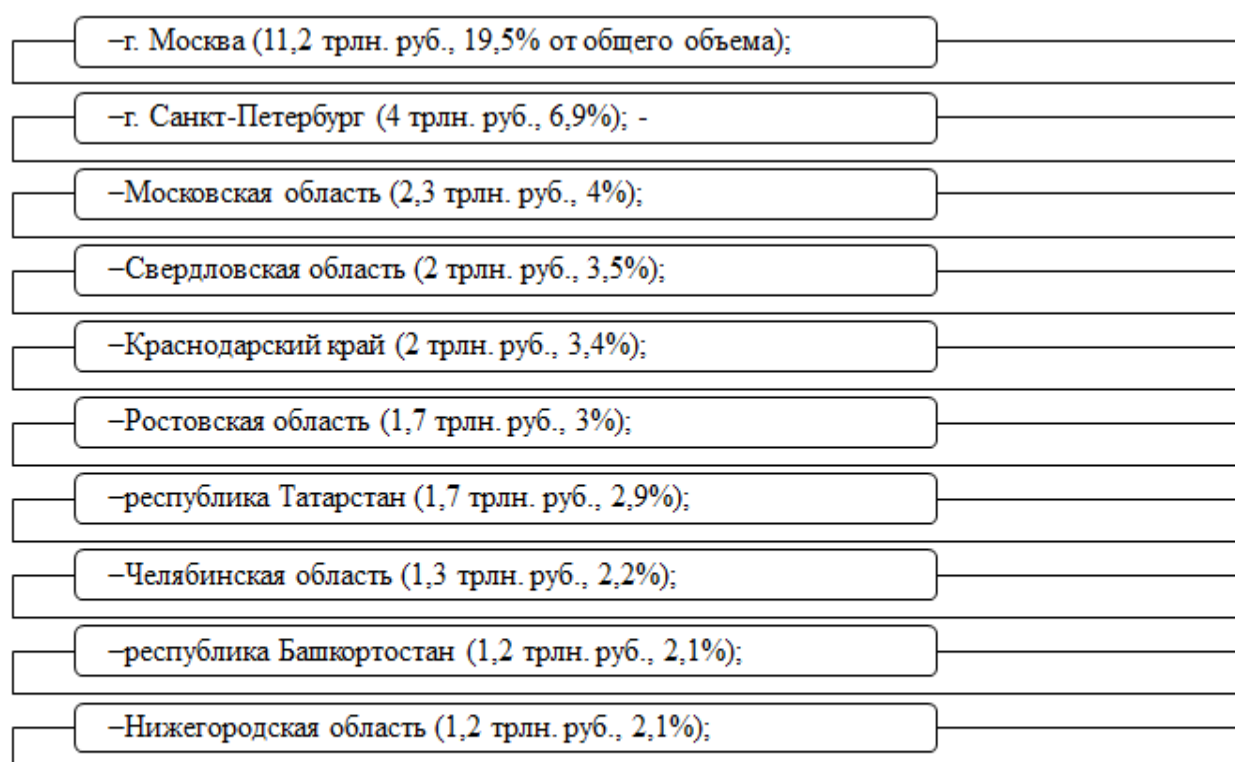 –г. Москва (11,2 трлн. руб., 19,5% от общего объема);
–г. Санкт-Петербург (4 трлн. руб., 6,9%); -
–Московская область (2,3 трлн. руб., 4%);
–Свердловская область (2 трлн. руб., 3,5%);
–Краснодарский край (2 трлн. руб., 3,4%);
–Ростовская область (1,7 трлн. руб., 3%);
–республика Татарстан (1,7 трлн. руб., 2,9%);
–Челябинская область (1,3 трлн. руб., 2,2%);
–республика Башкортостан (1,2 трлн. руб., 2,1%);
–Нижегородская область (1,2 трлн. руб., 2,1%);